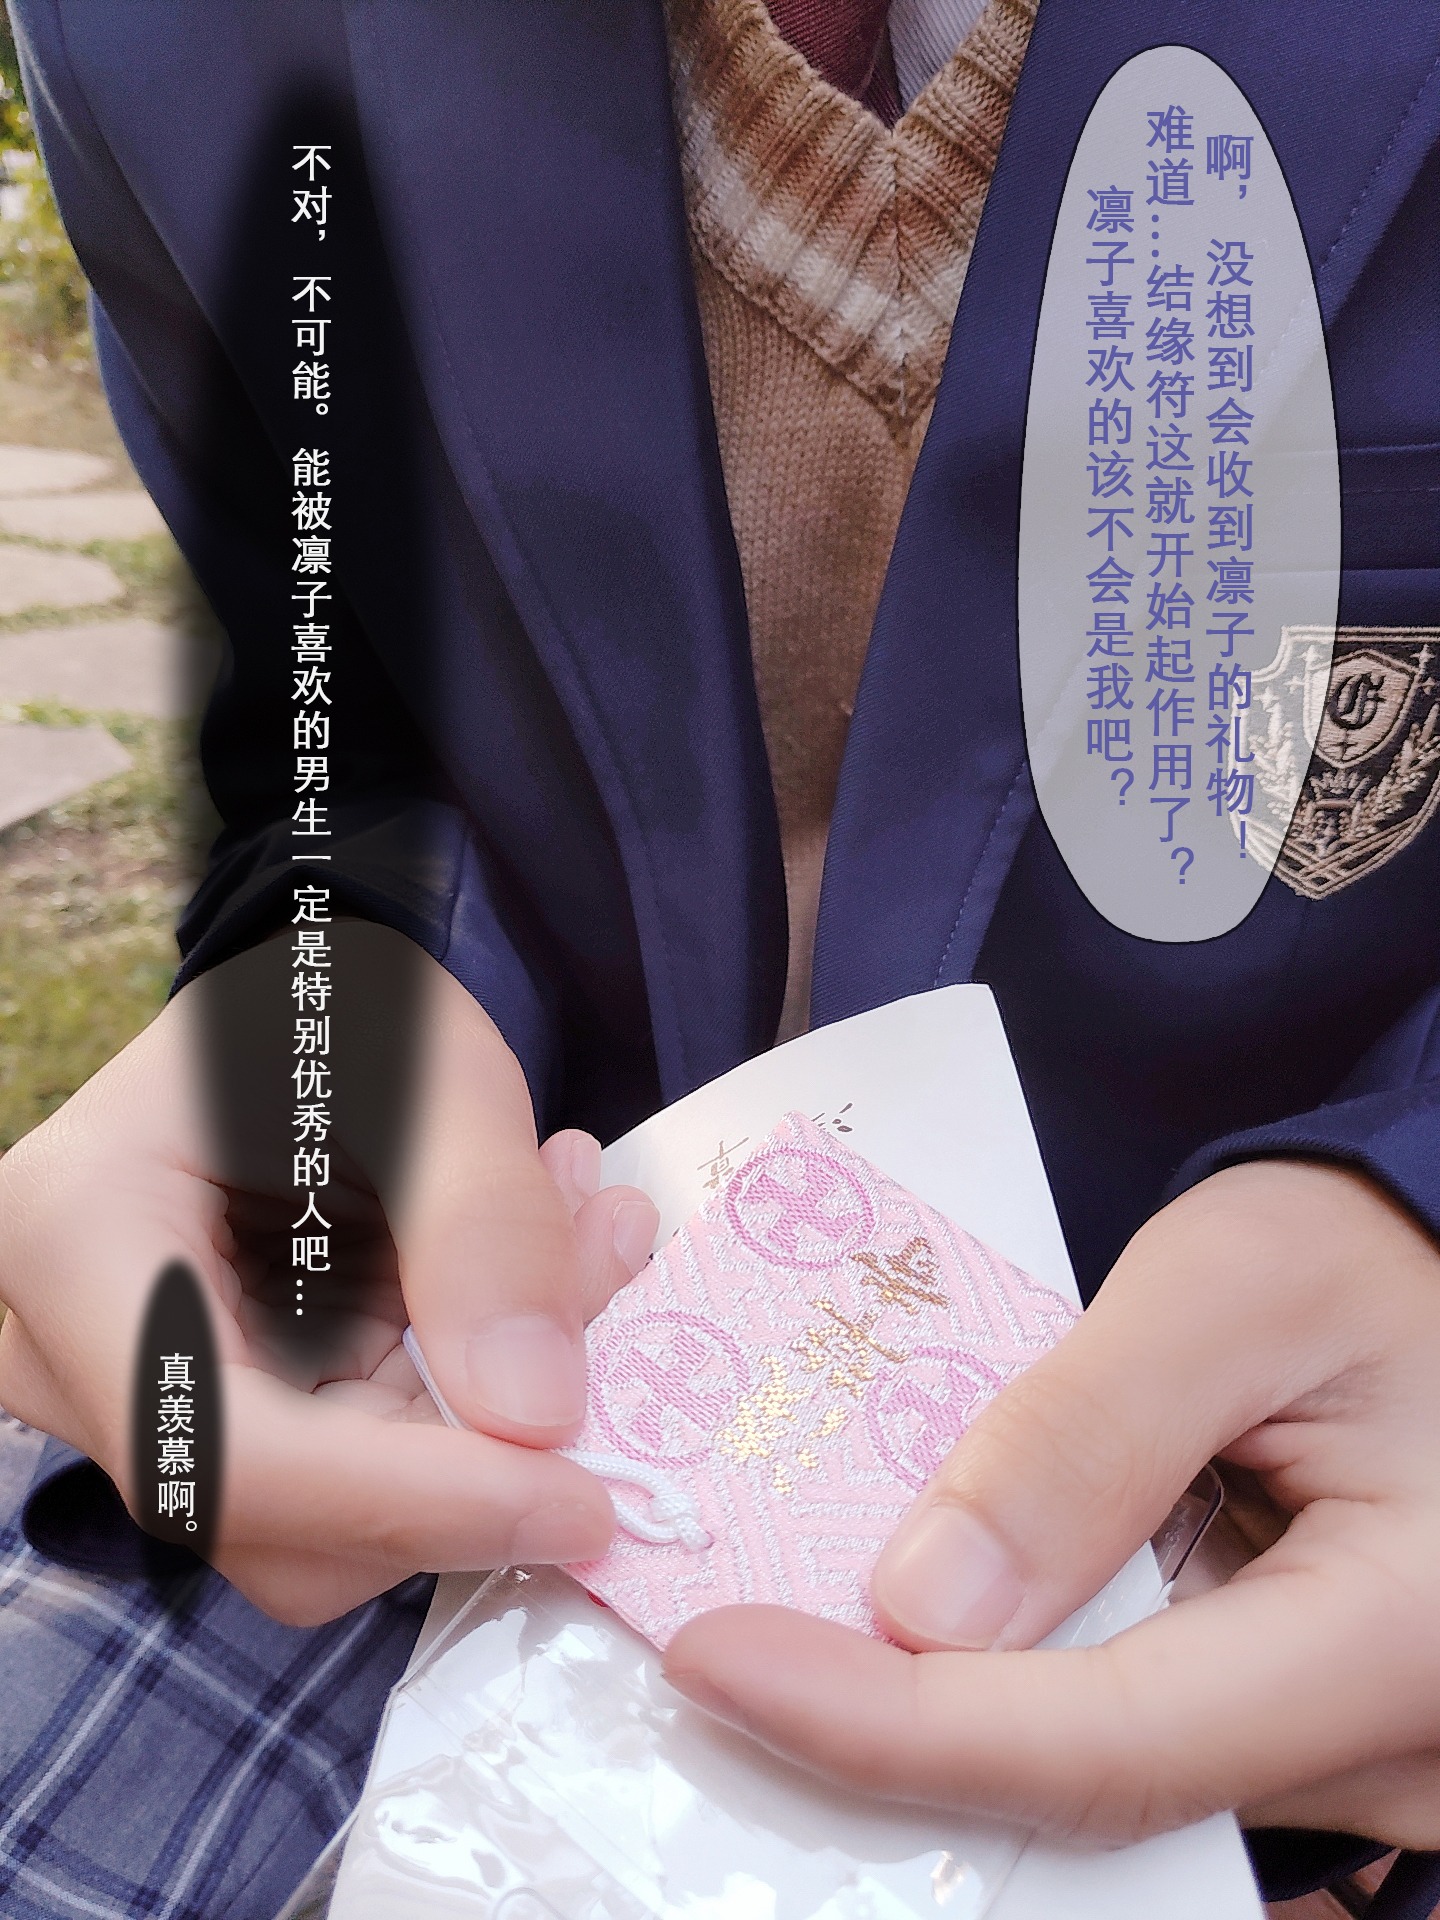 啊，没想到会收到凛子的礼物！
难道…结缘符这就开始起作用了？
凛子喜欢的该不会是我吧？
不对，不可能。能被凛子喜欢的男生一定是特别优秀的人吧…
真羡慕啊。